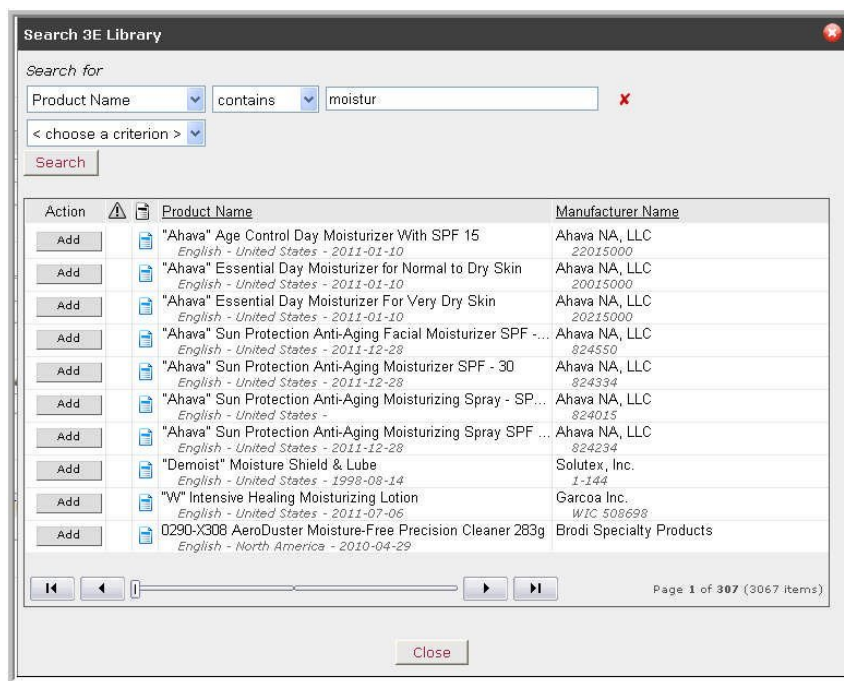 Search 3E Library
Search for
Product Name contains moistur
< choose a criterion >
Search
Action Product Name Manufacturer Name
Add "Ahava" Age Control Day Moisturizer With SPF 15 Ahava NA, LLC
English - United States - 2011-01-10 22015000
Add "Ahava" Essential Day Moisturizer for Normal to Dry Skin Ahava NA, LLC
English - United States - 2011-01-10 20015000
Add "Ahava" Essential Day Moisturizer For Very Dry Skin Ahava NA, LLC
English - United States - 2011-01-10 20215000
Add "Ahava" Sun Protection Anti-Aging Facial Moisturizer SPF -... Ahava NA, LLC
English - United States - 2011-12-28 824550
Add "Ahava" Sun Protection Anti-Aging Moisturizer SPF - 30 Ahava NA, LLC
English - United States - 2011-12-28 824334
Add "Ahava" Sun Protection Anti-Aging Moisturizing Spray - SP... Ahava NA, LLC
English - United States - 824015
Add "Ahava" Sun Protection Anti-Aging Moisturizing Spray SPF ... Ahava NA, LLC
English - United States - 2011-12-28 824234
Add "Demoist" Moisture Shield & Lube Solutex, Inc.
English - United States - 1998-08-14 1-144
Add "W" Intensive Healing Moisturizing Lotion Garcoa Inc.
English - United States - 2011-07-06 WIC 508698
Add 0290-X308 AeroDuster Moisture-Free Precision Cleaner 283g Brodi Specialty Products
English - North America - 2010-04-29
Page 1 of 307 (3067 items)
Close